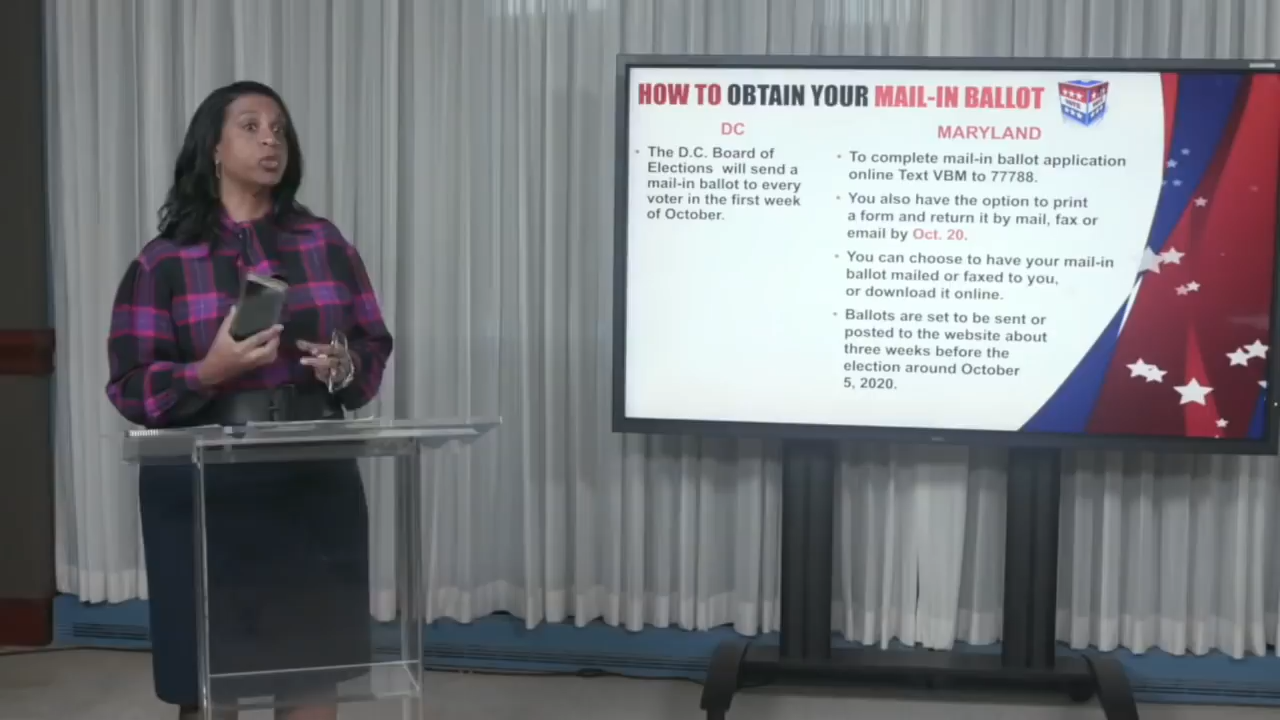 HOW TO OBTAIN YOUR MAIL-IN BALLOT
DC
• The D.C. Board of
Elections will send a
mail-in ballot to every
voter in the first week
of October.
MARYLAND
• To complete mail-in ballot application
online Text VBM to 77788.
• You also have the option to print
a form and return it by mail, fax or
email by Oct. 20.
• You can choose to have your mail-in
ballot mailed or faxed to you,
or download it online.
• Ballots are set to be sent or
posted to the website about
three weeks before the
election around October
5, 2020.